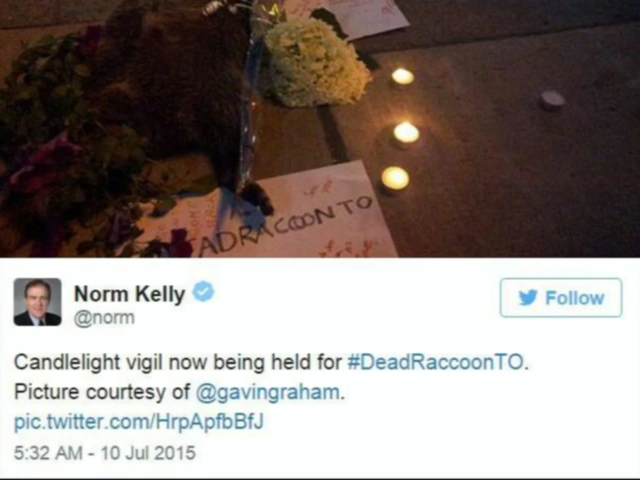 ADRACOONTO
Norm Kelly
@norm
Follow
Candlelight vigil now being held for #DeadRaccoonTO.
Picture courtesy of @gavingraham.
pic.twitter.com/HrpApfbBfJ
5:32 AM - 10 Jul 2015